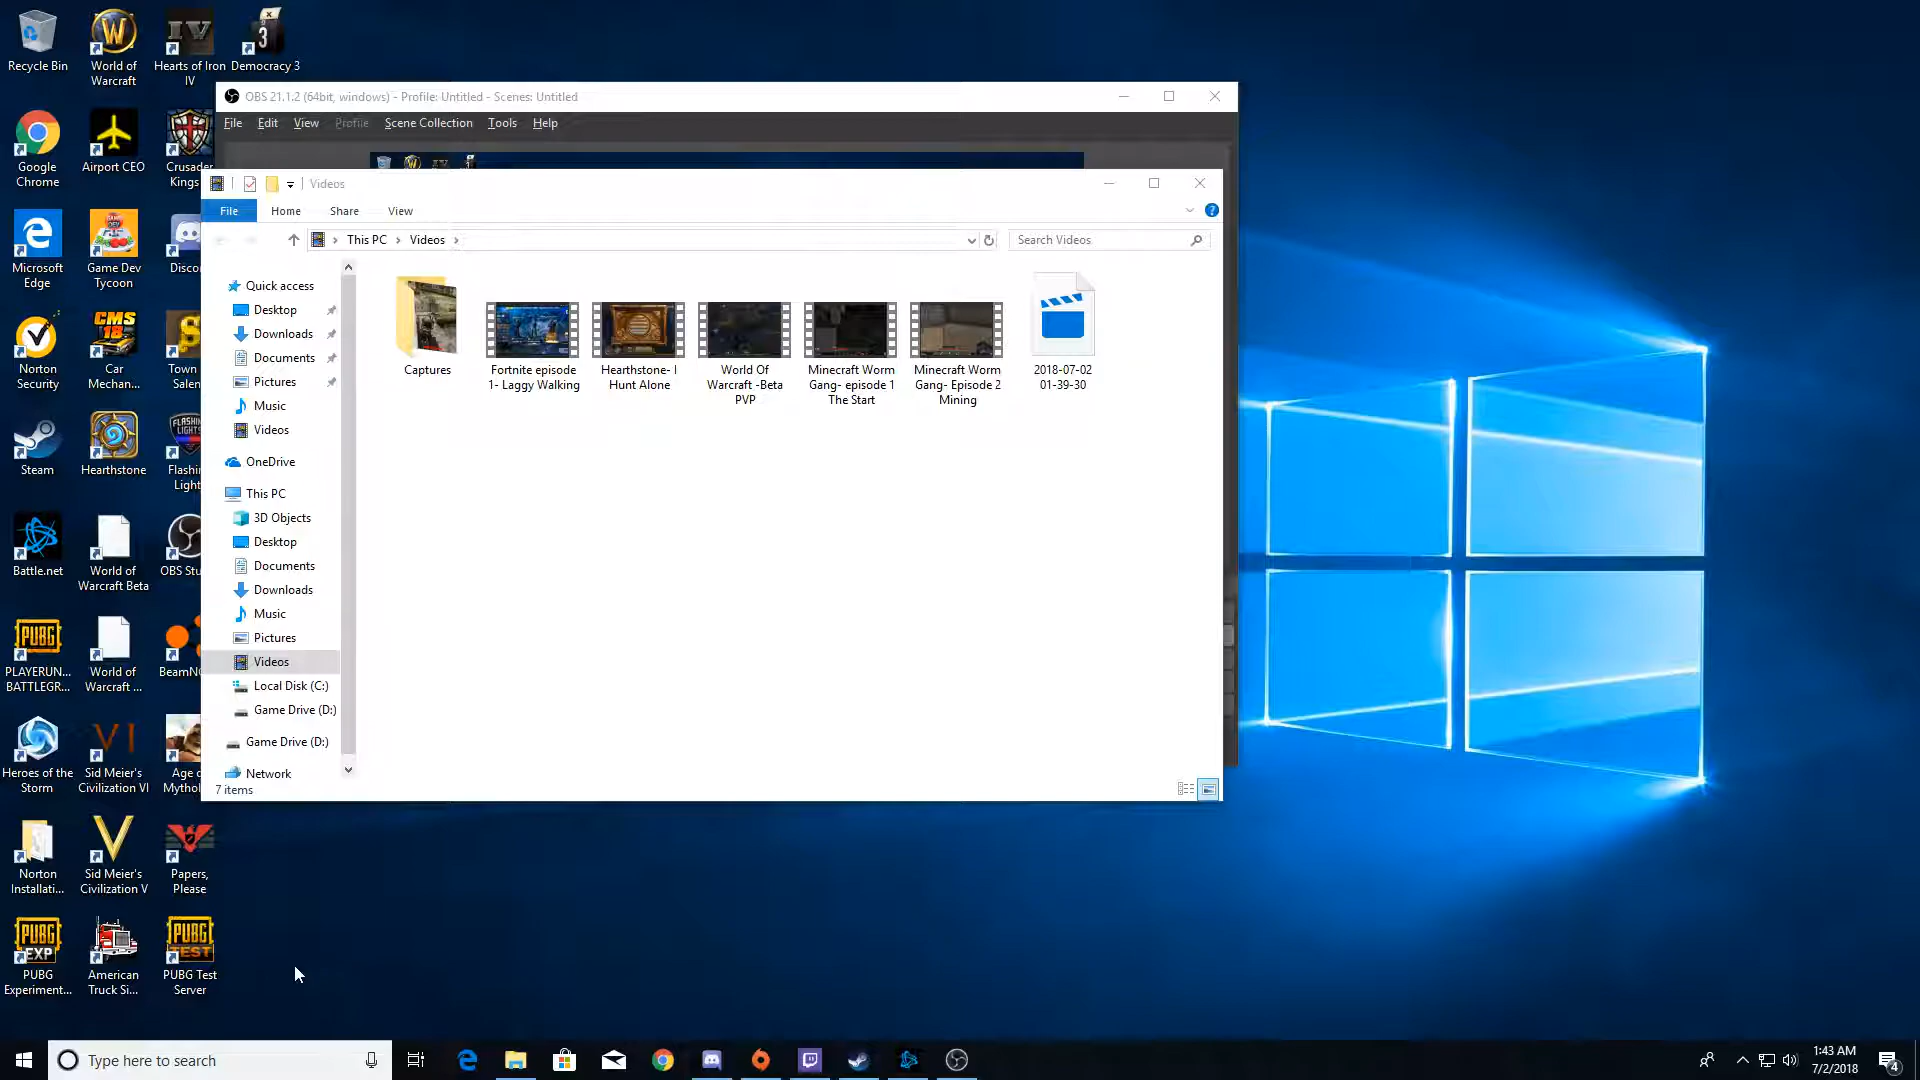 Recycle Bin
World of
Warcraft
Hearts of Iron
IV
Democracy 3
Google
Chrome
Airport CEO
Crusader
Kings
Microsoft
Edge
Game Dev
Tycoon
Norton
Security
Car
Mechan...
Steam
Hearthstone
Battle.net
World of
Warcraft Beta
PLAYERUN...
BATTLEGR...
World of
Warcraft ...
Heroes of the
Storm
Sid Meier's
Civilization VI
Norton
Installati...
Sid Meier's
Civilization V
Papers,
Please
PUBG
Experiment...
American
Truck Si...
PUBG Test
Server
OBS 21.1.2 (64bit, windows) - Profile: Untitled - Scenes: Untitled
File Edit View Profile Scene Collection Tools Help
Videos
File Home Share View
This PC > Videos >
Search Videos
Quick access
Desktop
Downloads
Documents
Pictures
Music
Videos
OneDrive
This PC
3D Objects
Desktop
Documents
Downloads
Music
Pictures
Videos
Local Disk (C:)
Game Drive (D:)
Game Drive (D:)
Network
7 items
Captures
Fortnite episode
1- Laggy Walking
Hearthstone- I
Hunt Alone
World Of
Warcraft -Beta
PVP
Minecraft Worm
Gang- episode 1
The Start
Minecraft Worm
Gang- Episode 2
Mining
2018-07-02
01-39-30
Type here to search
1:43 AM
7/2/2018
4